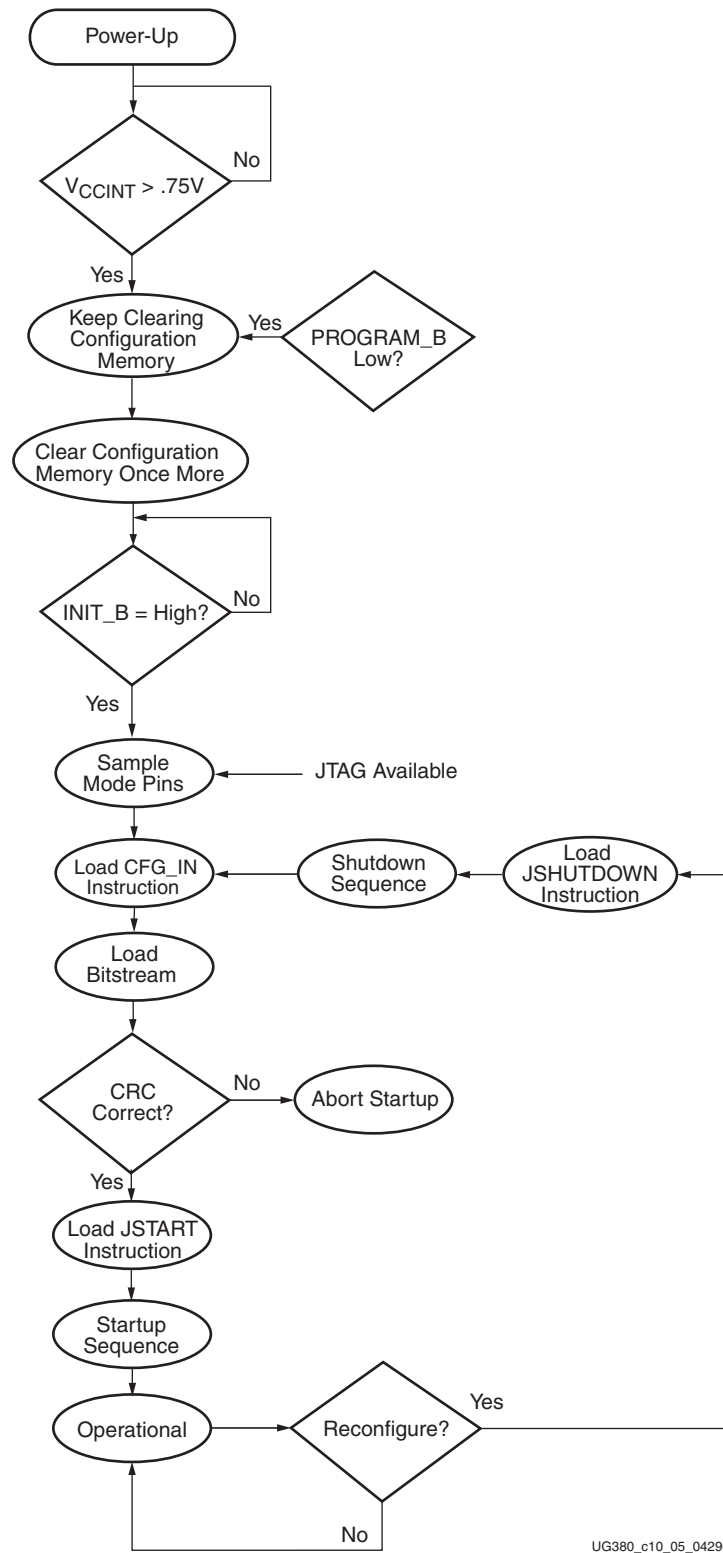 Power-Up
No
VCCINT > .75V
Yes
Keep Clearing
Configuration
Memory
Yes
PROGRAM_B
Low?
Clear Configuration
Memory Once More
No
INIT_B = High?
Yes
Sample
Mode Pins
JTAG Available
Load CFG_IN
Instruction
Shutdown
Sequence
Load
JSHUTDOWN
Instruction
Load
Bitstream
CRC
Correct?
No
Abort Startup
Yes
Load JSTART
Instruction
Startup
Sequence
Operational
Reconfigure?
Yes
No
UG380_c10_05_0429